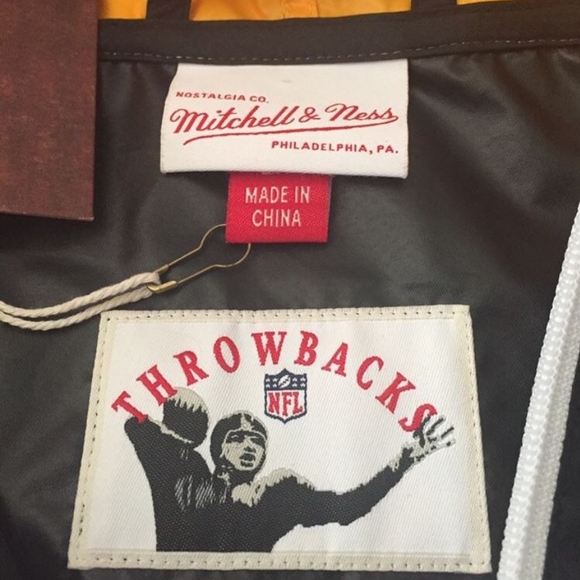 NOSTALGIA CO.
Mitchell & Ness
PHILADELPHIA, PA.
MADE IN
CHINA
THROWBACKS
NFL